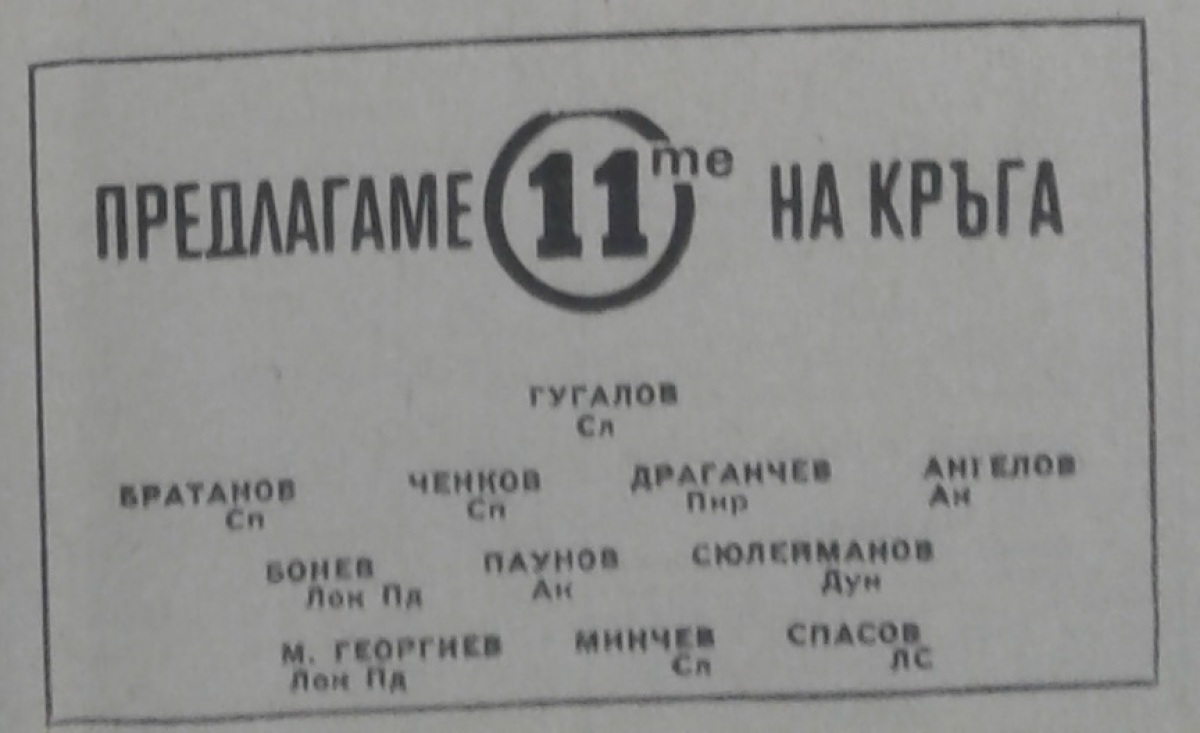 ПРЕДЛАГАМЕ 11те НА КРЪГА
ГУГАЛОВ
Сл
БРАТАНОВ ЧЕНКОВ ДРАГАНЧЕВ АНГЕЛОВ
Сп Сп Пир Ак
БОНЕВ ПАУНОВ СЮЛЕЙМАНОВ
Лок Пд Ак Дун
М. ГЕОРГИЕВ МИНЧЕВ СПАСОВ
Лок Пд Сл ЛС